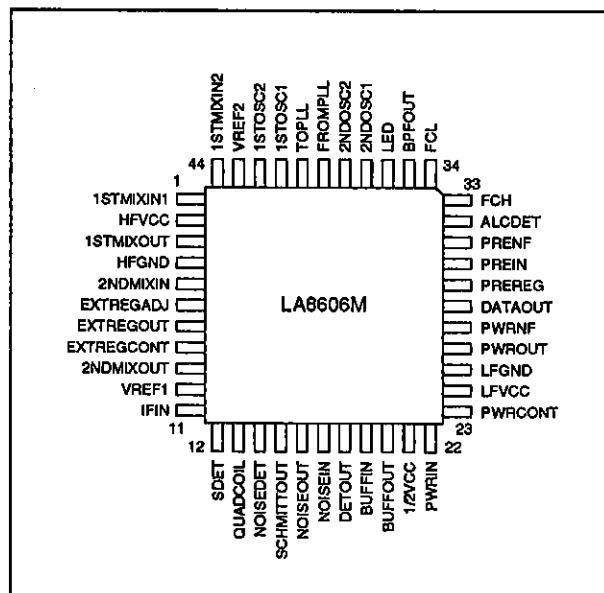 1STMIXIN2
VREF2
1STOSC2
1STOSC1
TOPLL
FROMPLL
2NDOSC2
2NDOSC1
LED
BPFOUT
FCL
44
34
1
33
1STMIXIN1
HFVCC
1STMIXOUT
HFGND
2NDMIXIN
EXTREGADJ
EXTREGOUT
EXTREGCONT
2NDMIXOUT
VREF1
IFIN
LA8606M
FCH
ALCDET
PRENF
PREIN
PREREG
DATAOUT
PWRNF
PWROUT
LFGND
LFVCC
PWRCONT
11
23
12
22
SDET
QUADCOIL
NOISEDET
SCHMITTOUT
NOISEOUT
NOISEIN
DETOUT
BUFFIN
BUFFOUT
1/2VCC
PWRIN